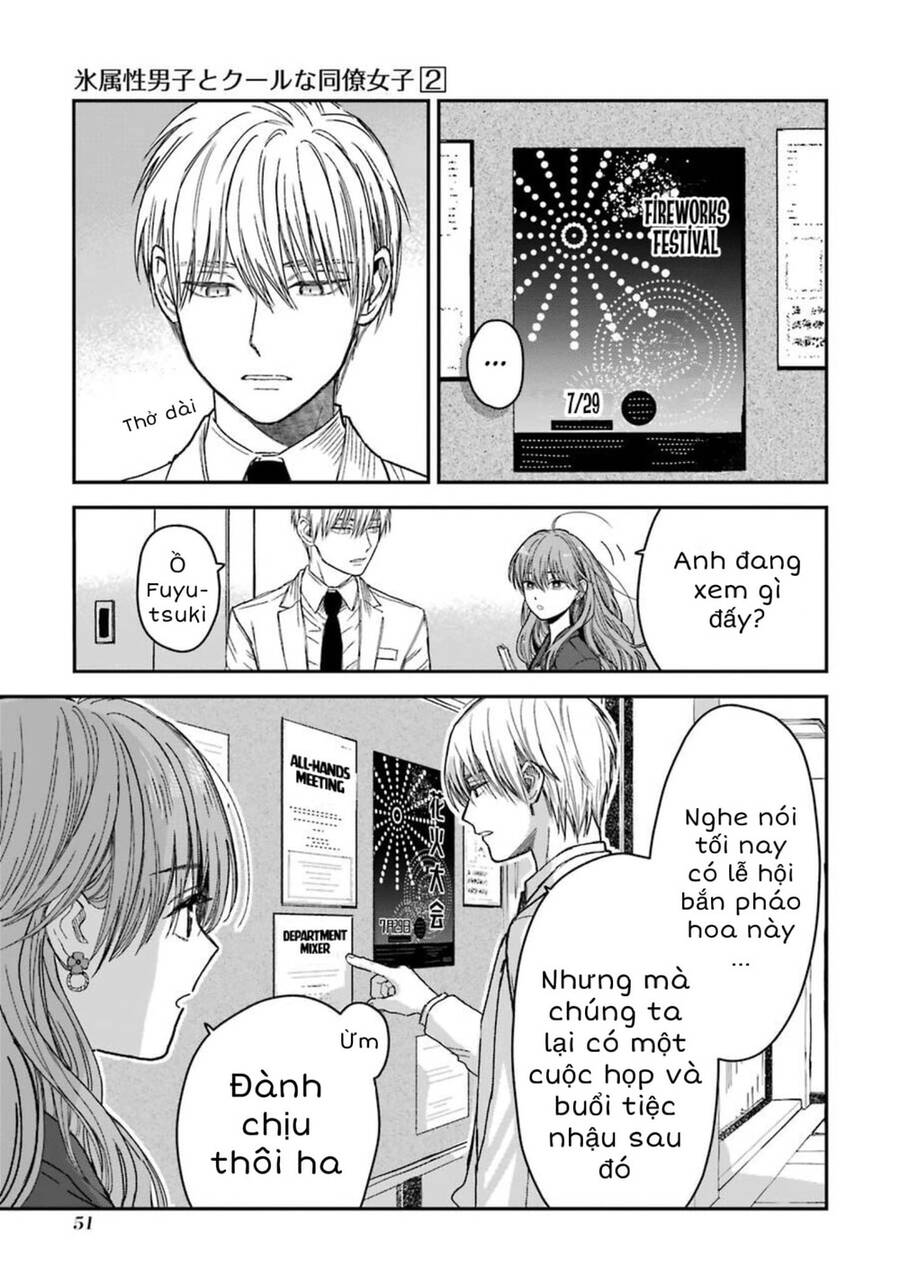 氷属性男子とクールな同僚女子 2
FIREWORKS
FESTIVAL
...
7/29
Thở dài
Anh đang
xem gì
đấy?
Ồ
Fuyu-
tsuki
Nghe nói
tối nay
có lễ hội
bắn pháo
hoa này
...
ALL-HANDS
MEETING
花火大会
7月29日
DEPARTMENT
MIXER
Nhưng mà
chúng ta
lại có một
cuộc họp và
buổi tiệc
nhậu sau
đó
Ừm
Đành
chịu
thôi ha
51